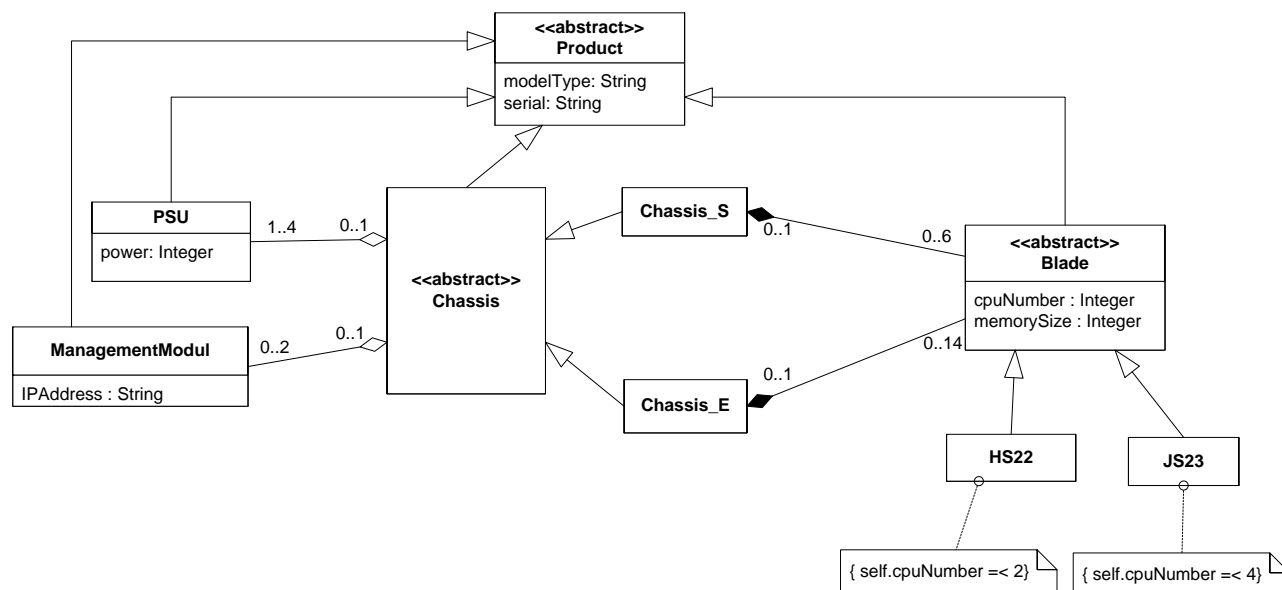 <<abstract>>
Product
modelType: String
serial: String
PSU
power: Integer
1..4
0..1
<<abstract>>
Chassis
Chassis_S
0..1
0..6
<<abstract>>
Blade
cpuNumber : Integer
memorySize : Integer
ManagementModul
IPAddress : String
0..2
0..1
Chassis_E
0..1
0..14
HS22
JS23
{ self.cpuNumber =< 2}
{ self.cpuNumber =< 4}